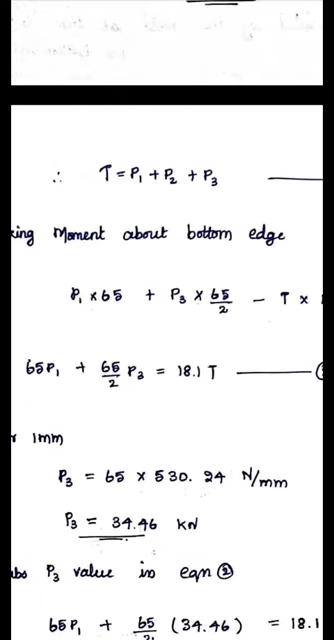 ∴ T = P₁ + P₂ + P₃
Moment about bottom edge
P₁ × 65 + P₃ × 65/2 - T ×
65P₁ + 65/2 P₃ = 18.1 T
1mm
P₃ = 65 × 530.24 N/mm
P₃ = 34.46 kN
P₃ value in eqn ②
65P₁ + 65/2 (34.46) = 18.1